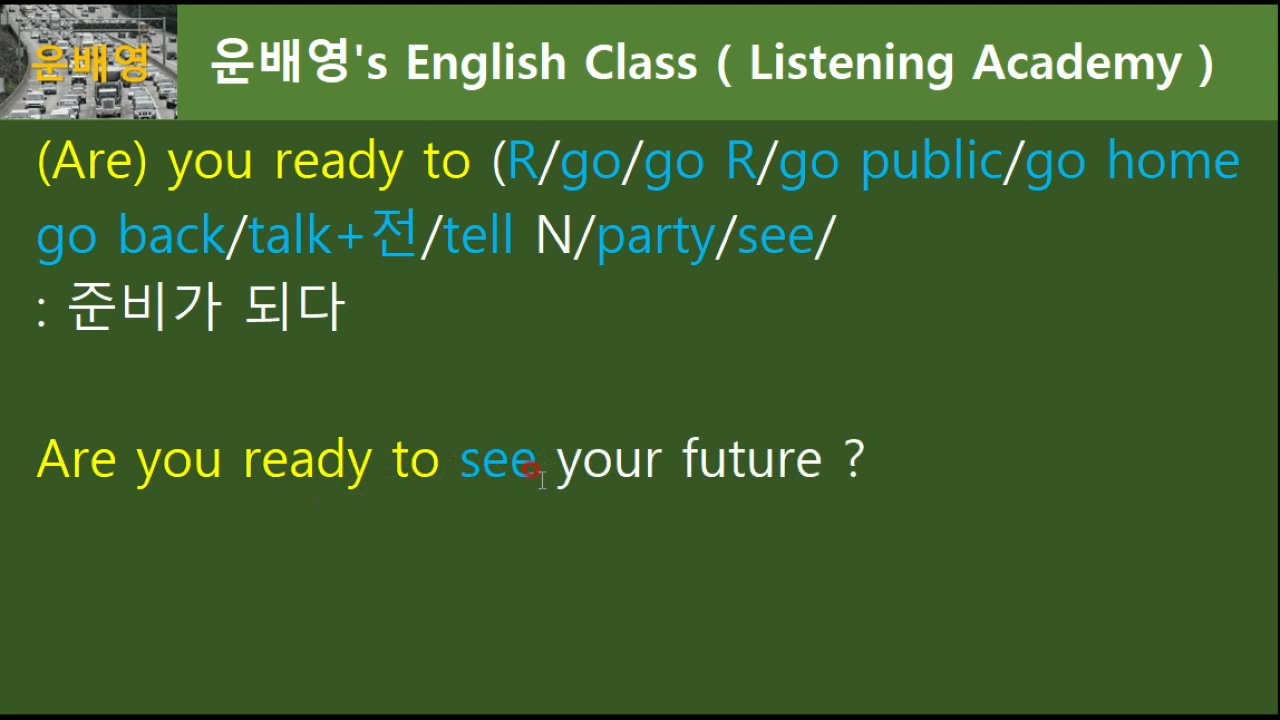 운배영
운배영's English Class ( Listening Academy )
(Are) you ready to (R/go/go R/go public/go home
go back/talk+전/tell N/party/see/
: 준비가 되다
Are you ready to see your future ?